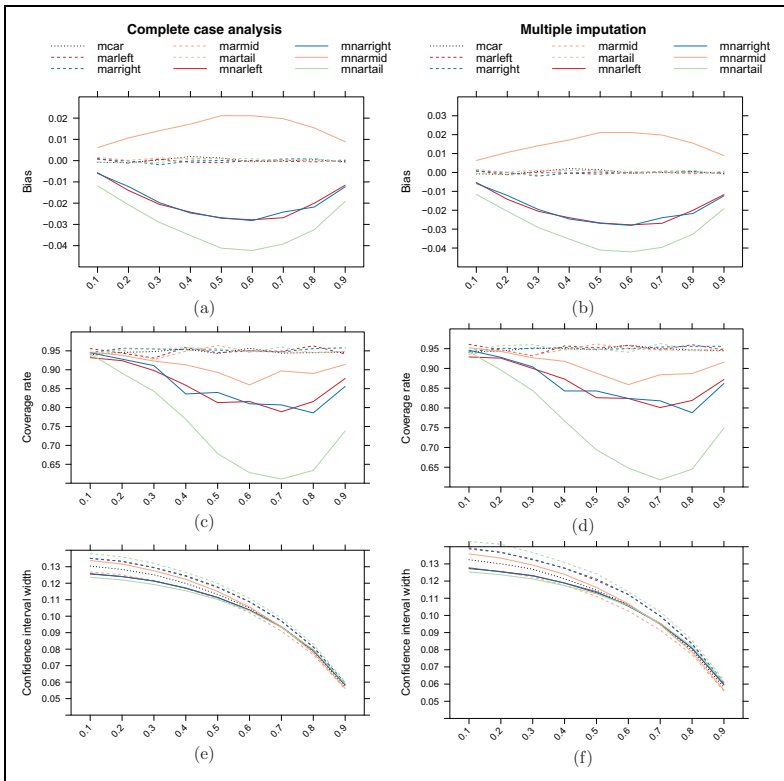 Complete case analysis
mcar
marleft
marright
marmid
martail
mnarleft
mnarright
mnarmid
mnartail
Multiple imputation
mcar
marleft
marright
marmid
martail
mnarleft
mnarright
mnarmid
mnartail
Bias
0.02
0.01
0.00
−0.01
−0.02
−0.03
−0.04
0.1 0.2 0.3 0.4 0.5 0.6 0.7 0.8 0.9
(a)
Bias
0.02
0.01
0.00
−0.01
−0.02
−0.03
−0.04
0.1 0.2 0.3 0.4 0.5 0.6 0.7 0.8 0.9
(b)
Coverage rate
0.95
0.90
0.85
0.80
0.75
0.70
0.65
0.1 0.2 0.3 0.4 0.5 0.6 0.7 0.8 0.9
(c)
Coverage rate
0.95
0.90
0.85
0.80
0.75
0.70
0.65
0.1 0.2 0.3 0.4 0.5 0.6 0.7 0.8 0.9
(d)
Confidence interval width
0.13
0.12
0.11
0.10
0.09
0.08
0.07
0.06
0.05
0.1 0.2 0.3 0.4 0.5 0.6 0.7 0.8 0.9
(e)
Confidence interval width
0.13
0.12
0.11
0.10
0.09
0.08
0.07
0.06
0.05
0.1 0.2 0.3 0.4 0.5 0.6 0.7 0.8 0.9
(f)